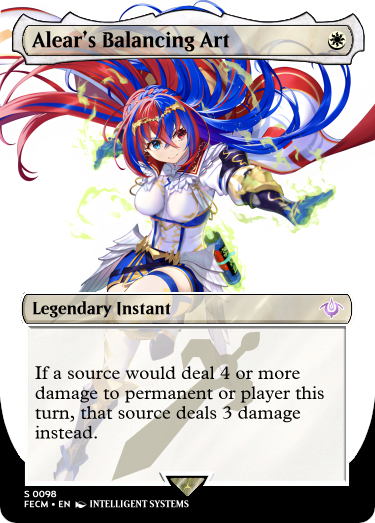 Alear's Balancing Art
Legendary Instant
If a source would deal 4 or more
damage to permanent or player this
turn, that source deals 3 damage
instead.
S 0098
FECM • EN INTELLIGENT SYSTEMS